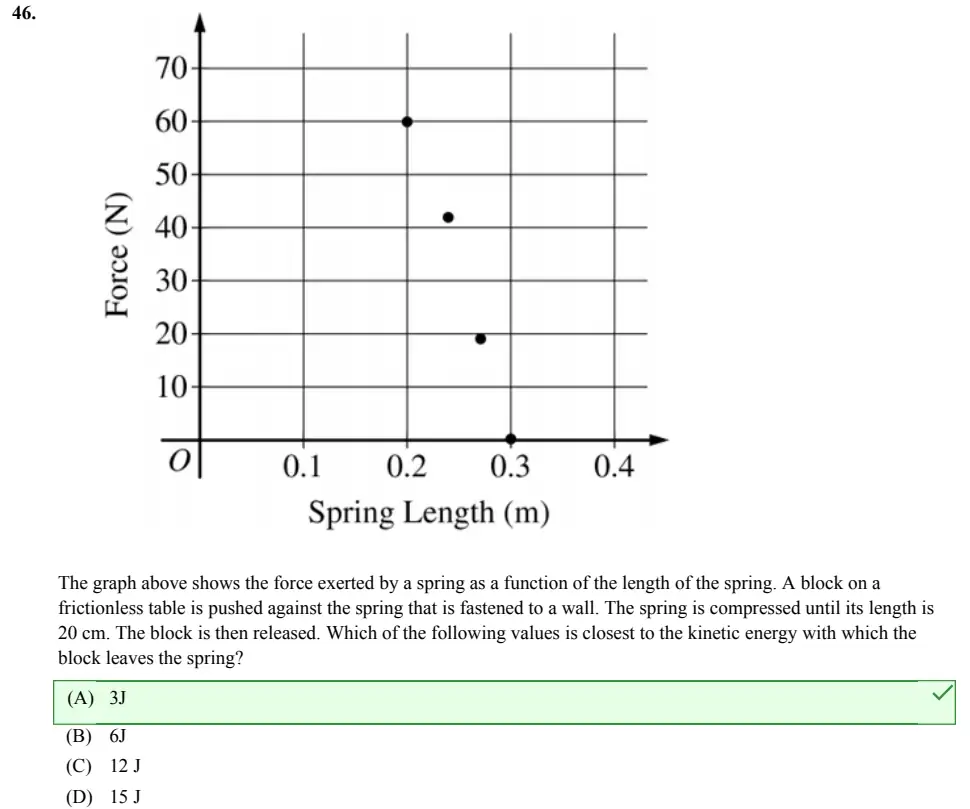 46.
70
60
50
40
30
20
10
Force (N)
O
0.1 0.2 0.3 0.4
Spring Length (m)
The graph above shows the force exerted by a spring as a function of the length of the spring. A block on a
frictionless table is pushed against the spring that is fastened to a wall. The spring is compressed until its length is
20 cm. The block is then released. Which of the following values is closest to the kinetic energy with which the
block leaves the spring?
(A) 3J
(B) 6J
(C) 12 J
(D) 15 J